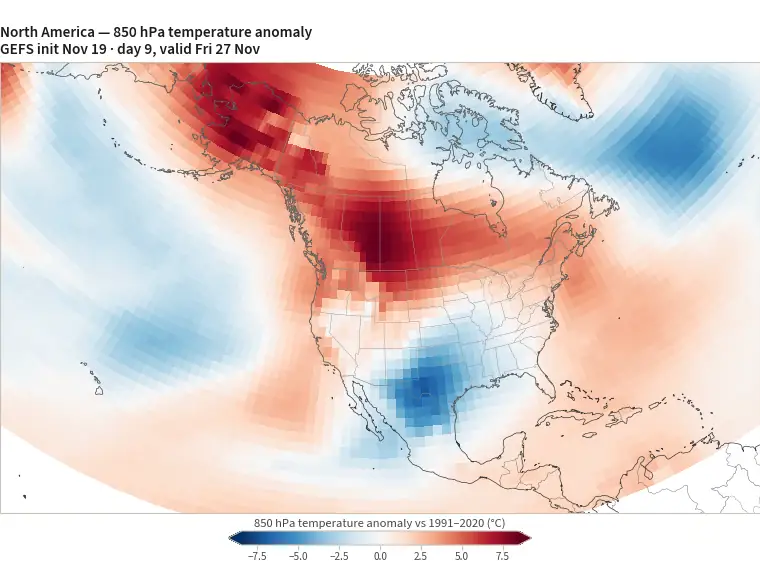 North America — 850 hPa temperature anomaly
GEFS init Nov 19 · day 9, valid Fri 27 Nov
850 hPa temperature anomaly vs 1991–2020 (°C)
−7.5 −5.0 −2.5 0.0 2.5 5.0 7.5